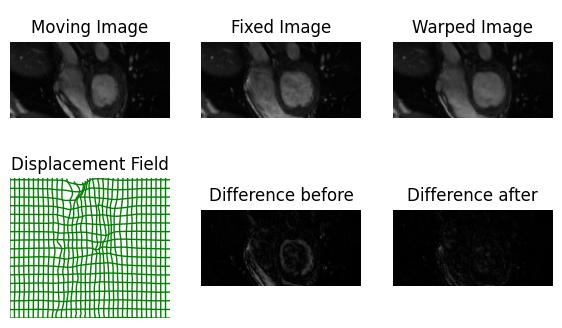 Moving Image
Fixed Image
Warped Image
Displacement Field
Difference before
Difference after